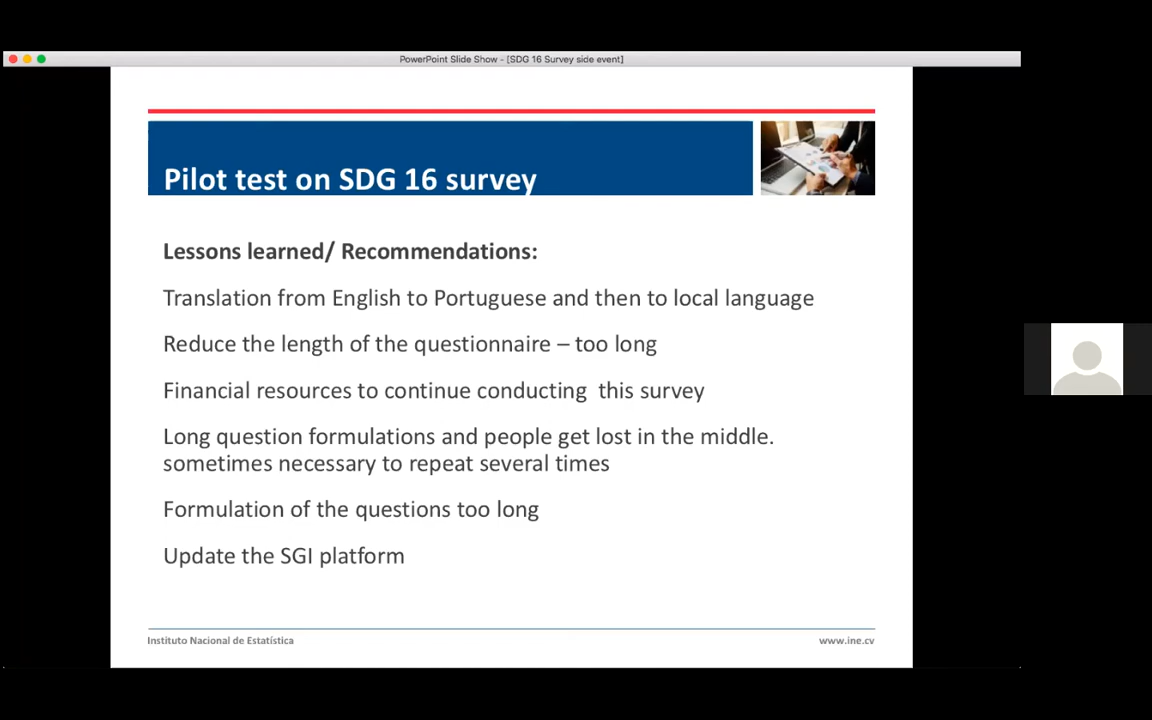 PowerPoint Slide Show - [SDG 16 Survey side event]
Pilot test on SDG 16 survey
Lessons learned/ Recommendations:
Translation from English to Portuguese and then to local language
Reduce the length of the questionnaire – too long
Financial resources to continue conducting  this survey
Long question formulations and people get lost in the middle.
sometimes necessary to repeat several times
Formulation of the questions too long
Update the SGI platform
Instituto Nacional de Estatística
www.ine.cv